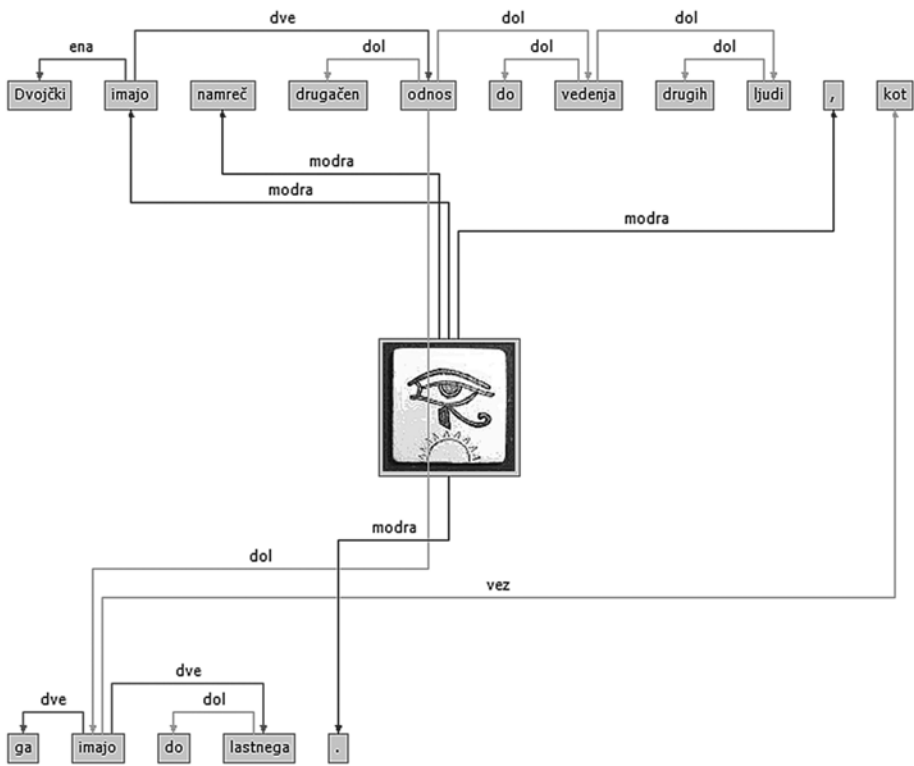 dve
ena dol dol dol dol
Dvojčki imajo namreč drugačen odnos do vedenja drugih ljudi , kot
modra
modra
modra
modra
dol
vez
dve
dve dol
ga imajo do lastnega .